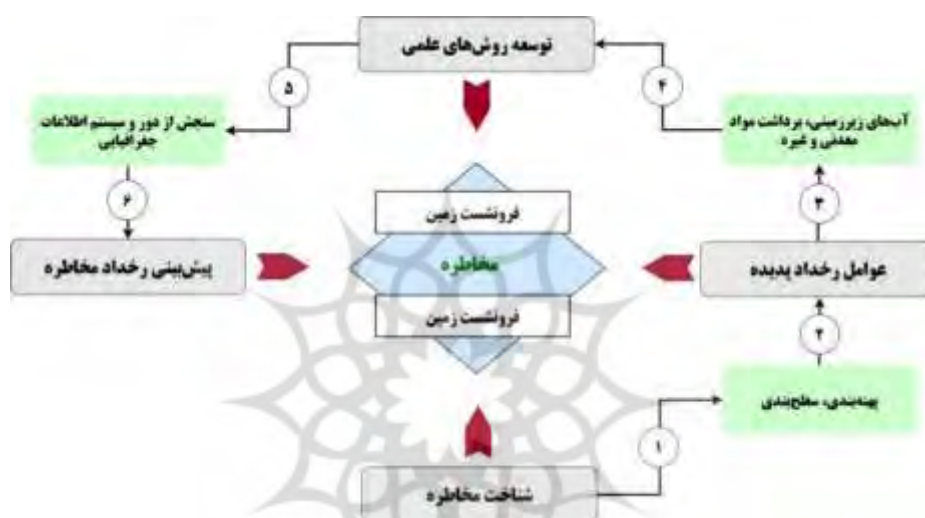 توسعه روش‌های علمی
۵
۴
سنجش از دور و سیستم اطلاعات
جغرافیایی
آب‌های زیرزمینی، برداشت مواد
معدنی و غیره
۶
۳
فرونشست زمین
پیش‌بینی رخداد مخاطره
مخاطره
عوامل رخداد پدیده
فرونشست زمین
۲
پهنه‌بندی، سطح‌بندی
۱
شناخت مخاطره